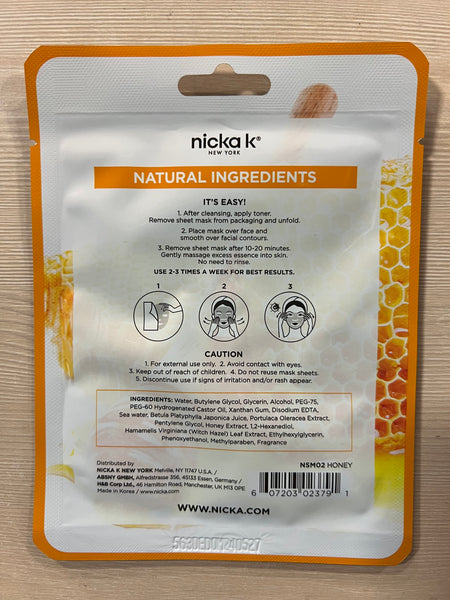 nicka k®
NEW YORK
NATURAL INGREDIENTS
IT'S EASY!
1. After cleansing, apply toner.
Remove sheet mask from packaging and unfold.
2. Place mask over face and
smooth over facial contours.
3. Remove sheet mask after 10-20 minutes.
Gently massage excess essence into skin.
No need to rinse.
USE 2-3 TIMES A WEEK FOR BEST RESULTS.
1 2 3
CAUTION
1. For external use only. 2. Avoid contact with eyes.
3. Keep out of reach of children. 4. Do not reuse mask sheets.
5. Discontinue use if signs of irritation and/or rash appear.
INGREDIENTS: Water, Butylene Glycol, Glycerin, Alcohol, PEG-75,
PEG-60 Hydrogenated Castor Oil, Xanthan Gum, Disodium EDTA,
Sea water, Betula Platyphylla Japonica Juice, Portulaca Oleracea Extract,
Pentylene Glycol, Honey Extract, 1,2-Hexanediol,
Hamamelis Virginiana (Witch Hazel) Leaf Extract, Ethylhexylglycerin,
Phenoxyethanol, Methylparaben, Fragrance
Distributed by
NICKA K NEW YORK Melville, NY 11747 U.S.A. /
ABSNY GMBH, Alfredstrasse 356, 45133 Essen, Germany /
H&B Corp Ltd., 46 Hamilton Road, Manchester, UK M13 0PE
Made in Korea / www.nicka.com
NSM02 HONEY
6 07203 02379 1
WWW.NICKA.COM